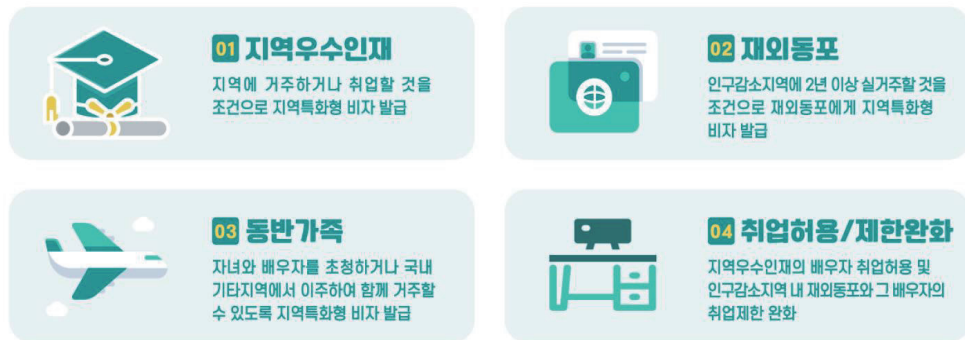 01 지역우수인재
지역에 거주하거나 취업할 것을
조건으로 지역특화형 비자 발급
02 재외동포
인구감소지역에 2년 이상 실거주할 것을
조건으로 재외동포에게 지역특화형
비자 발급
03 동반가족
자녀와 배우자를 초청하거나 국내
기타지역에서 이주하여 함께 거주할
수 있도록 지역특화형 비자 발급
04 취업허용/제한완화
지역우수인재의 배우자 취업허용 및
인구감소지역 내 재외동포와 그 배우자의
취업제한 완화